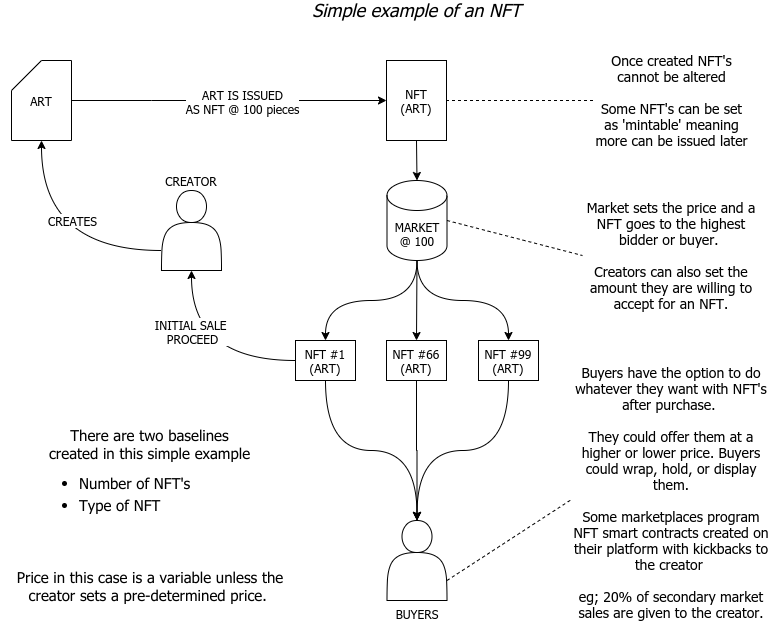 Simple example of an NFT
ART
ART IS ISSUED
AS NFT @ 100 pieces
NFT
(ART)
Once created NFT's
cannot be altered
Some NFT's can be set
as 'mintable' meaning
more can be issued later
CREATOR
CREATES
MARKET
@ 100
Market sets the price and a
NFT goes to the highest
bidder or buyer.
Creators can also set the
amount they are willing to
accept for an NFT.
INITIAL SALE
PROCEED
NFT #1
(ART)
NFT #66
(ART)
NFT #99
(ART)
Buyers have the option to do
whatever they want with NFT's
after purchase.
They could offer them at a
higher or lower price. Buyers
could wrap, hold, or display
them.
Some marketplaces program
NFT smart contracts created on
their platform with kickbacks to
the creator
eg; 20% of secondary market
sales are given to the creator.
There are two baselines
created in this simple example
• Number of NFT's
• Type of NFT
Price in this case is a variable unless the
creator sets a pre-determined price.
BUYERS